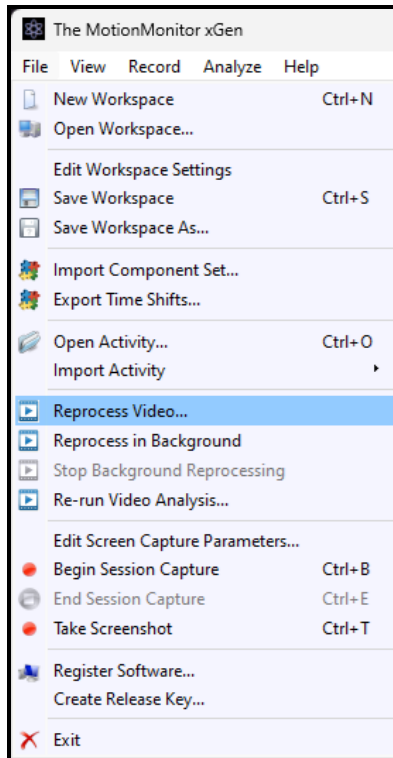 The MotionMonitor xGen
File View Record Analyze Help
New Workspace Ctrl+N
Open Workspace...
Edit Workspace Settings
Save Workspace Ctrl+S
Save Workspace As...
Import Component Set...
Export Time Shifts...
Open Activity... Ctrl+O
Import Activity
Reprocess Video...
Reprocess in Background
Stop Background Reprocessing
Re-run Video Analysis...
Edit Screen Capture Parameters...
Begin Session Capture Ctrl+B
End Session Capture Ctrl+E
Take Screenshot Ctrl+T
Register Software...
Create Release Key...
Exit